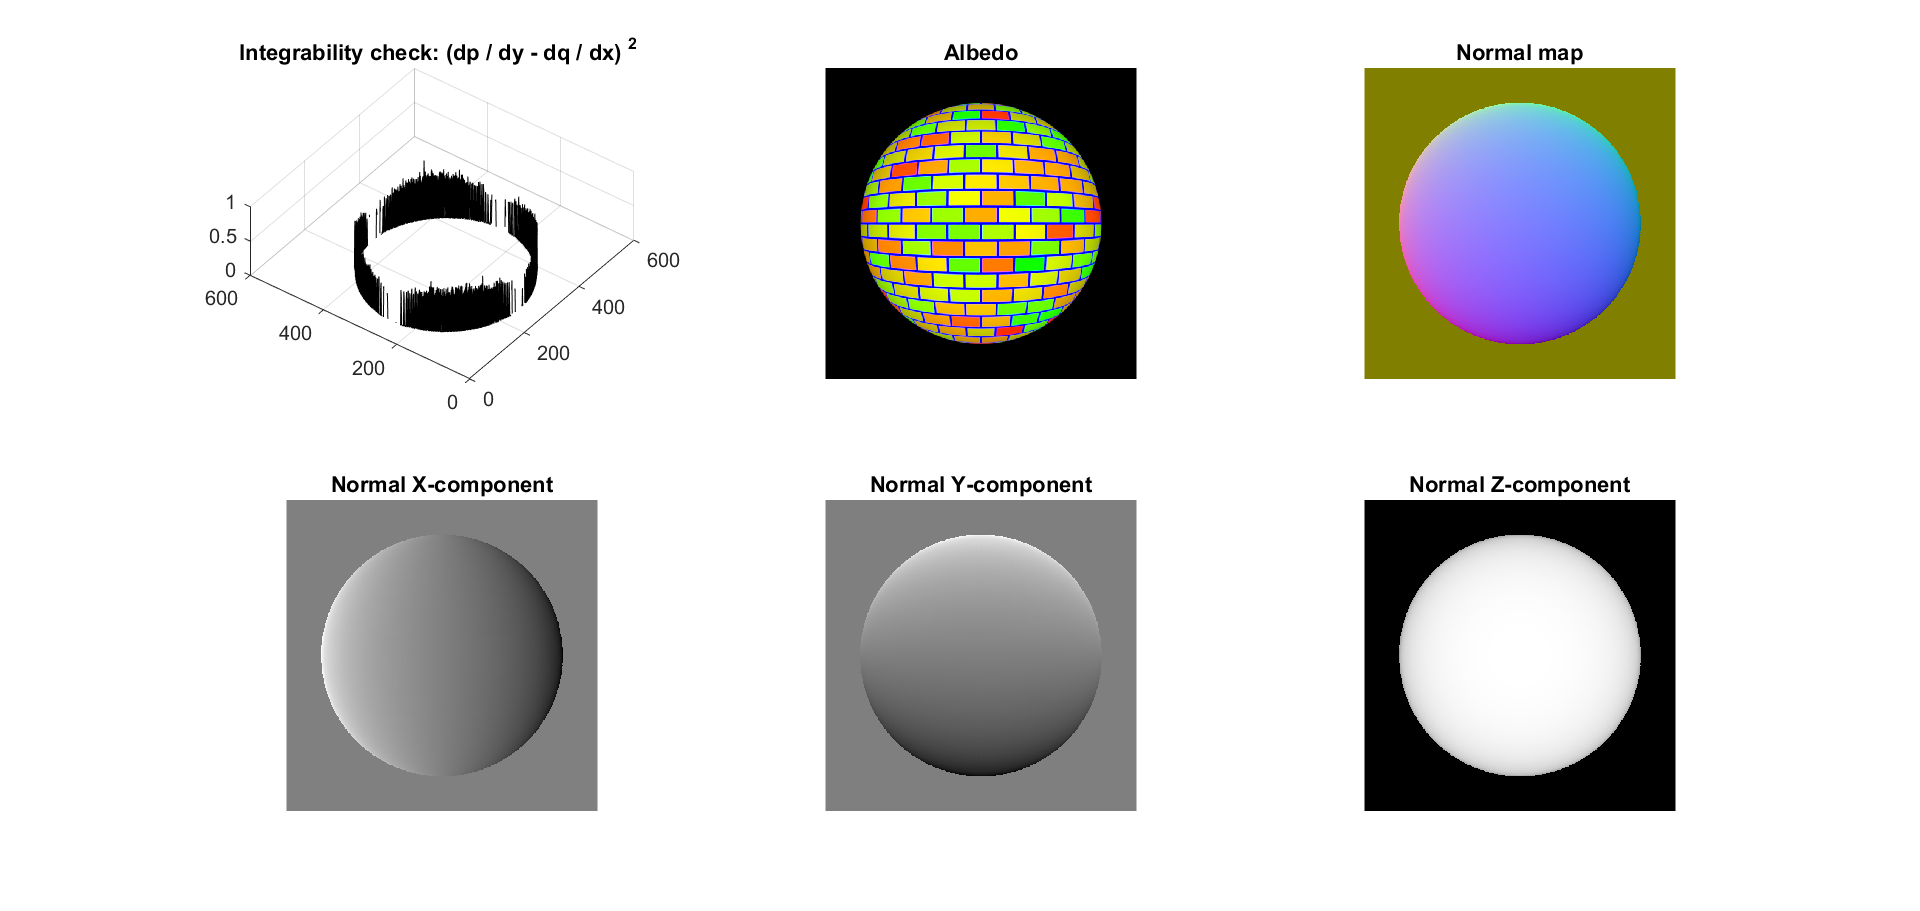 Integrability check: (dp / dy - dq / dx) 2
Albedo
Normal map
1
0.5
0
600
400
200
0
0
200
400
600
Normal X-component
Normal Y-component
Normal Z-component